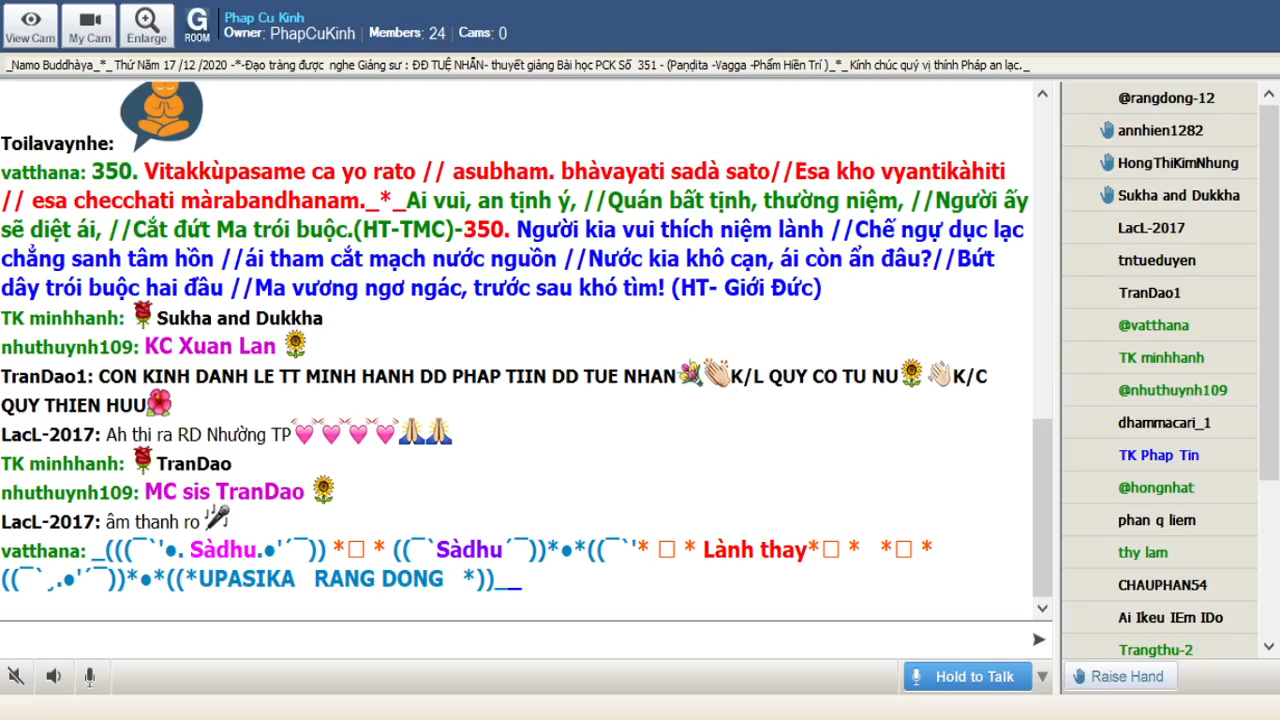 View Cam
My Cam
Enlarge
G
ROOM
Phap Cu Kinh
Owner: PhapCuKinh | Members: 24 | Cams: 0
_Namo Buddhàya_*_ Thứ Năm 17 /12 /2020 -*-Đạo tràng được nghe Giảng sư : ĐĐ TUỆ NHẪN- thuyết giảng Bài học PCK Số 351 - (Paṇḍita -Vagga -Phẩm Hiền Trí )_*_ Kính chúc quý vị thính Pháp an lạc._
Toilavaynhe:
vatthana: 350. Vitakkùpasame ca yo rato // asubham. bhàvayati sadà sato//Esa kho vyantikàhiti
// esa checchati màrabandhanam._*_Ai vui, an tịnh ý, //Quán bất tịnh, thường niệm, //Người ấy
sẽ diệt ái, //Cắt đứt Ma trói buộc.(HT-TMC)-350. Người kia vui thích niệm lành //Chế ngự dục lạc
chẳng sanh tâm hồn //ái tham cắt mạch nước nguồn //Nước kia khô cạn, ái còn ẩn đâu?//Bứt
dây trói buộc hai đầu //Ma vương ngơ ngác, trước sau khó tìm! (HT- Giới Đức)
TK minhhanh: Sukha and Dukkha
nhuthuynh109: KC Xuan Lan
TranDao1: CON KINH DANH LE TT MINH HANH DD PHAP TIIN DD TUE NHAN K/L QUY CO TU NU K/C
QUY THIEN HUU
LacL-2017: Ah thi ra RD Nhường TP
TK minhhanh: TranDao
nhuthuynh109: MC sis TranDao
LacL-2017: âm thanh ro
vatthana: _(((¯`'●. Sàdhu.●'´¯)) *□ * ((¯`Sàdhu´¯))*●*((¯`'* □ * Lành thay*□ * *□ *
((¯`¸.●'´¯))*●*((*UPASIKA RANG DONG *))__
@rangdong-12
annhien1282
HongThiKimNhung
Sukha and Dukkha
LacL-2017
tntueduyen
TranDao1
@vatthana
TK minhhanh
@nhuthuynh109
dhammacari_1
TK Phap Tin
@hongnhat
phan q liem
thy lam
CHAUPHAN54
Ai Ikeu IEm IDo
Trangthu-2
Hold to Talk
Raise Hand